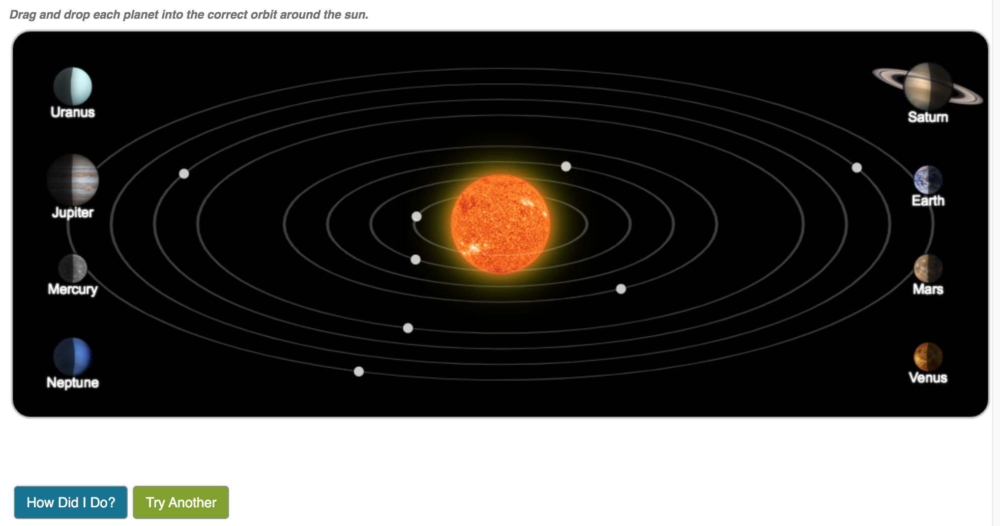 Drag and drop each planet into the correct orbit around the sun.
Uranus
Saturn
Jupiter
Earth
Mercury
Mars
Neptune
Venus
How Did I Do?
Try Another